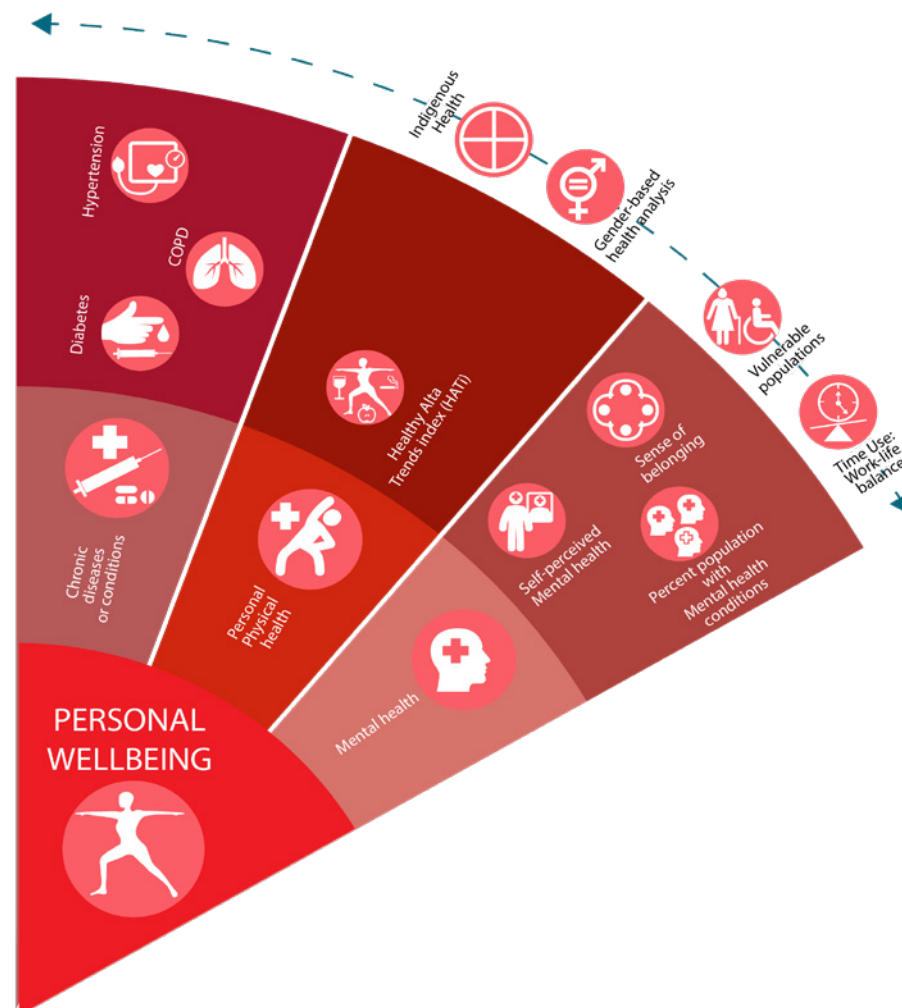 Indigenous
Health
Gender-based
health analysis
Vulnerable
populations
Time Use:
Work-life
balance
Hypertension
COPD
Diabetes
Chronic
diseases
or conditions
Healthy Alta
Trends Index (HATi)
Personal
Physical
health
Sense of
belonging
Self-perceived
Mental health
Percent population
with
Mental health
conditions
Mental health
PERSONAL
WELLBEING